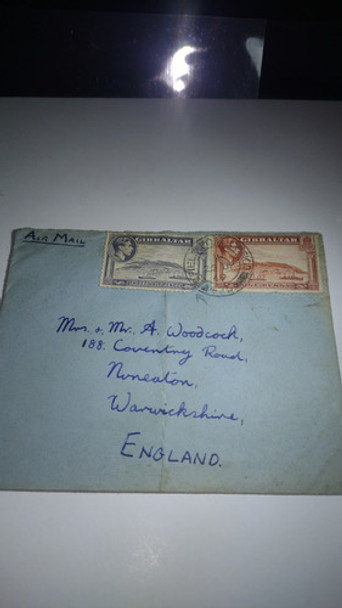 AIR MAIL
GIBRALTAR
GIBRALTAR
Mrs. & Mr. A. Woodcock,
188. Coventry Road,
Nuneaton,
Warwickshire,
ENGLAND.